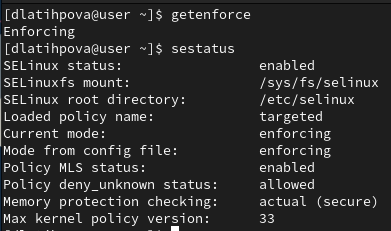 [dlatihpova@user ~]$ getenforce
Enforcing
[dlatihpova@user ~]$ sestatus
SELinux status:                 enabled
SELinuxfs mount:                /sys/fs/selinux
SELinux root directory:         /etc/selinux
Loaded policy name:             targeted
Current mode:                   enforcing
Mode from config file:          enforcing
Policy MLS status:              enabled
Policy deny_unknown status:     allowed
Memory protection checking:     actual (secure)
Max kernel policy version:      33